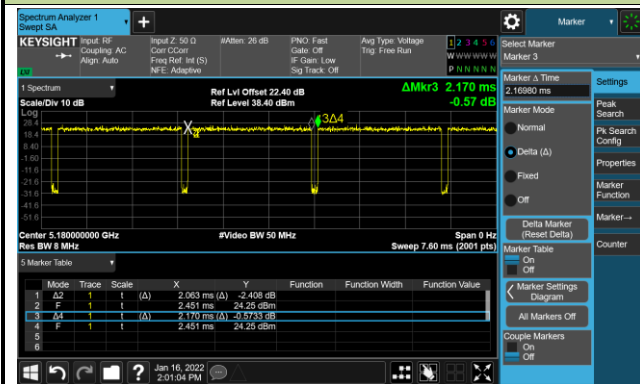 Spectrum Analyzer 1
Swept SA
+
Marker
KEYSIGHT Input: RF Input Z: 50 Ω #Atten: 26 dB PNO: Fast Avg Type: Voltage 1 2 3 4 5 6
Coupling: AC Corr CCorr Gate: Off Trig: Free Run W W W W W W
Align: Auto Freq Ref: Int (S) IF Gain: Low P N N N N N
NFE: Adaptive Sig Track: Off
Select Marker
Marker 3
1 Spectrum
Ref Lvl Offset 22.40 dB
ΔMkr3 2.170 ms
Scale/Div 10 dB
Ref Level 38.40 dBm
-0.57 dB
Log
28.4
18.4
8.40
-1.60
-11.6
-21.6
-31.6
-41.6
-51.6
3Δ4
Center 5.180000000 GHz
#Video BW 50 MHz
Span 0 Hz
Res BW 8 MHz
Sweep 7.60 ms (2001 pts)
5 Marker Table
Mode Trace Scale X Y Function Function Width Function Value
1 Δ2 1 t (Δ) 2.063 ms (Δ) -2.408 dB
2 F 1 t 2.451 ms 24.25 dBm
3 Δ4 1 t (Δ) 2.170 ms (Δ) -0.5733 dB
4 F 1 t 2.451 ms 24.25 dBm
5
6
Marker Δ Time
2.16980 ms
Marker Mode
Normal
Delta (Δ)
Fixed
Off
Delta Marker
(Reset Delta)
Marker Table
On
Off
Marker Settings
Diagram
All Markers Off
Couple Markers
On
Off
Settings
Peak
Search
Pk Search
Config
Properties
Marker
Function
Marker→
Counter
?
Jan 16, 2022
2:01:04 PM